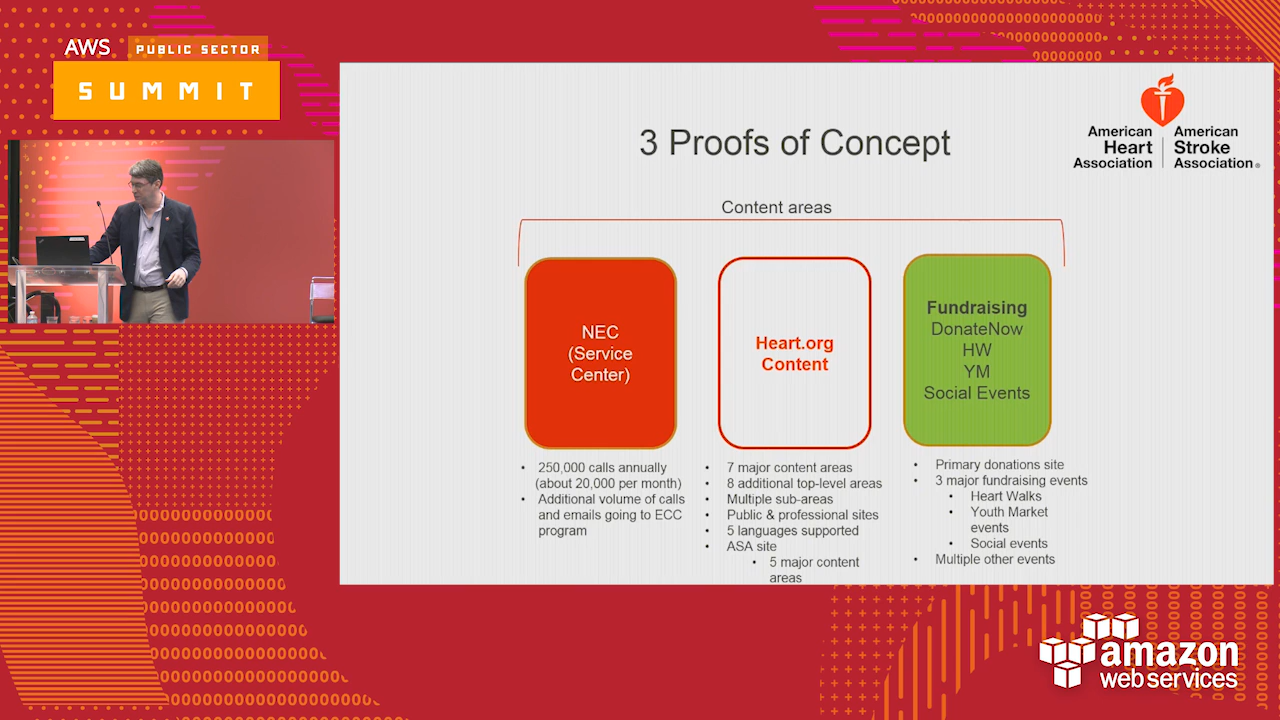 AWS PUBLIC SECTOR
SUMMIT
American
Heart
Association
American
Stroke
Association®
3 Proofs of Concept
Content areas
NEC
(Service
Center)
• 250,000 calls annually
(about 20,000 per month)
• Additional volume of calls
and emails going to ECC
program
Heart.org
Content
• 7 major content areas
• 8 additional top-level areas
• Multiple sub-areas
• Public & professional sites
• 5 languages supported
• ASA site
• 5 major content
areas
Fundraising
DonateNow
HW
YM
Social Events
• Primary donations site
• 3 major fundraising events
• Heart Walks
• Youth Market
events
• Social events
• Multiple other events
amazon
web services